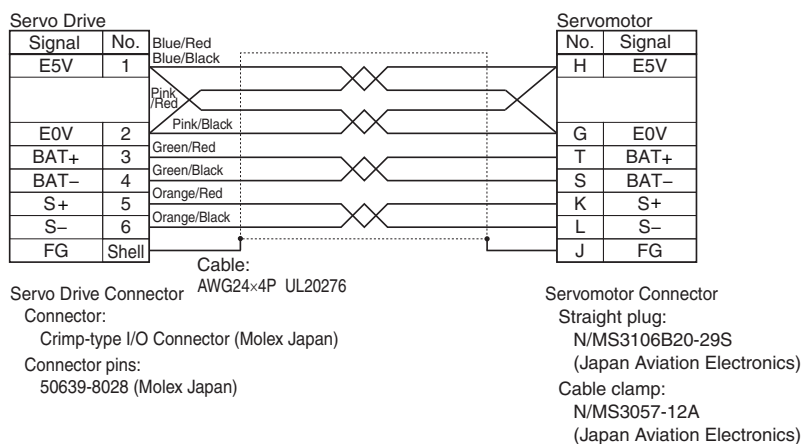 Servo Drive
Servomotor
Signal No.
No. Signal
Blue/Red
Blue/Black
E5V 1
H E5V
Pink
/Red
Pink/Black
E0V 2
G E0V
Green/Red
BAT+ 3
T BAT+
Green/Black
BAT− 4
S BAT−
Orange/Red
S+ 5
K S+
Orange/Black
S− 6
L S−
FG Shell
J FG
Cable:
AWG24×4P UL20276
Servo Drive Connector
Connector:
Crimp-type I/O Connector (Molex Japan)
Connector pins:
50639-8028 (Molex Japan)
Servomotor Connector
Straight plug:
N/MS3106B20-29S
(Japan Aviation Electronics)
Cable clamp:
N/MS3057-12A
(Japan Aviation Electronics)